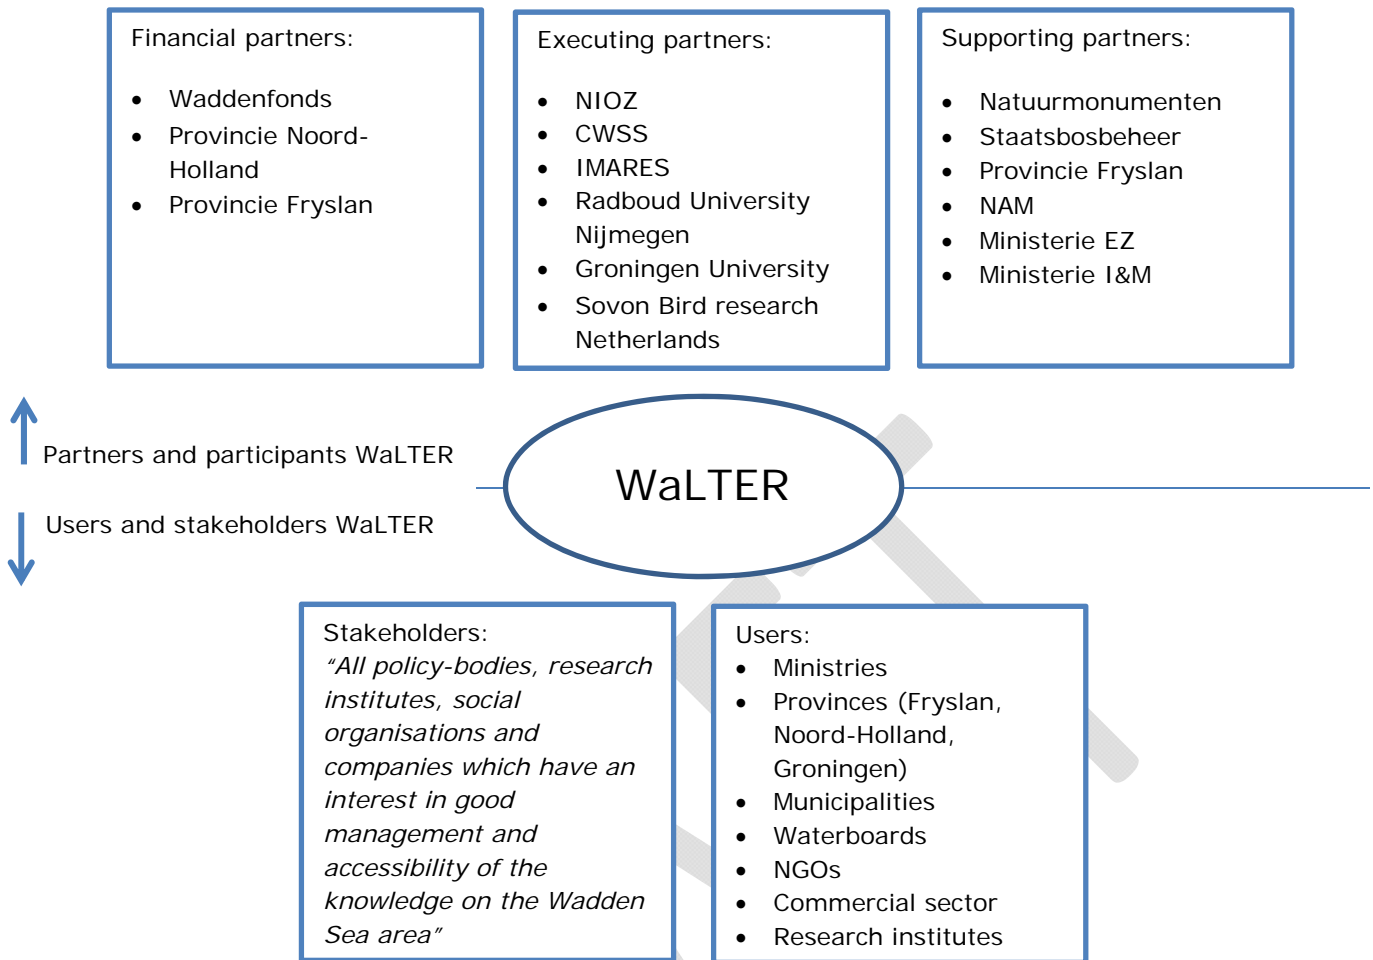 Financial partners:
• Waddenfonds
• Provincie Noord-
Holland
• Provincie Fryslan
Executing partners:
• NIOZ
• CWSS
• IMARES
• Radboud University
Nijmegen
• Groningen University
• Sovon Bird research
Netherlands
Supporting partners:
• Natuurmonumenten
• Staatsbosbeheer
• Provincie Fryslan
• NAM
• Ministerie EZ
• Ministerie I&M
Partners and participants WaLTER
WaLTER
Users and stakeholders WaLTER
Stakeholders:
“All policy-bodies, research
institutes, social
organisations and
companies which have an
interest in good
management and
accessibility of the
knowledge on the Wadden
Sea area”
Users:
• Ministries
• Provinces (Fryslan,
Noord-Holland,
Groningen)
• Municipalities
• Waterboards
• NGOs
• Commercial sector
• Research institutes